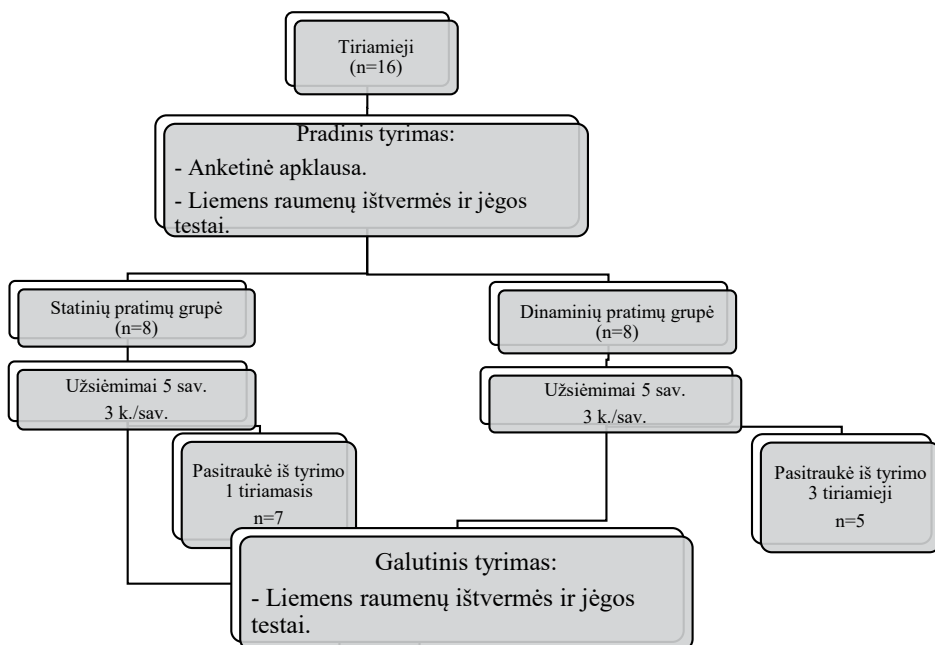 Tiriamieji
(n=16)
Pradinis tyrimas:
- Anketinė apklausa.
- Liemens raumenų ištvermės ir jėgos
testai.
Statinių pratimų grupė
(n=8)
Dinaminių pratimų grupė
(n=8)
Užsiėmimai 5 sav.
3 k./sav.
Užsiėmimai 5 sav.
3 k./sav.
Pasitraukė iš tyrimo
1 tiriamasis
n=7
Pasitraukė iš tyrimo
3 tiriamieji
n=5
Galutinis tyrimas:
- Liemens raumenų ištvermės ir jėgos
testai.